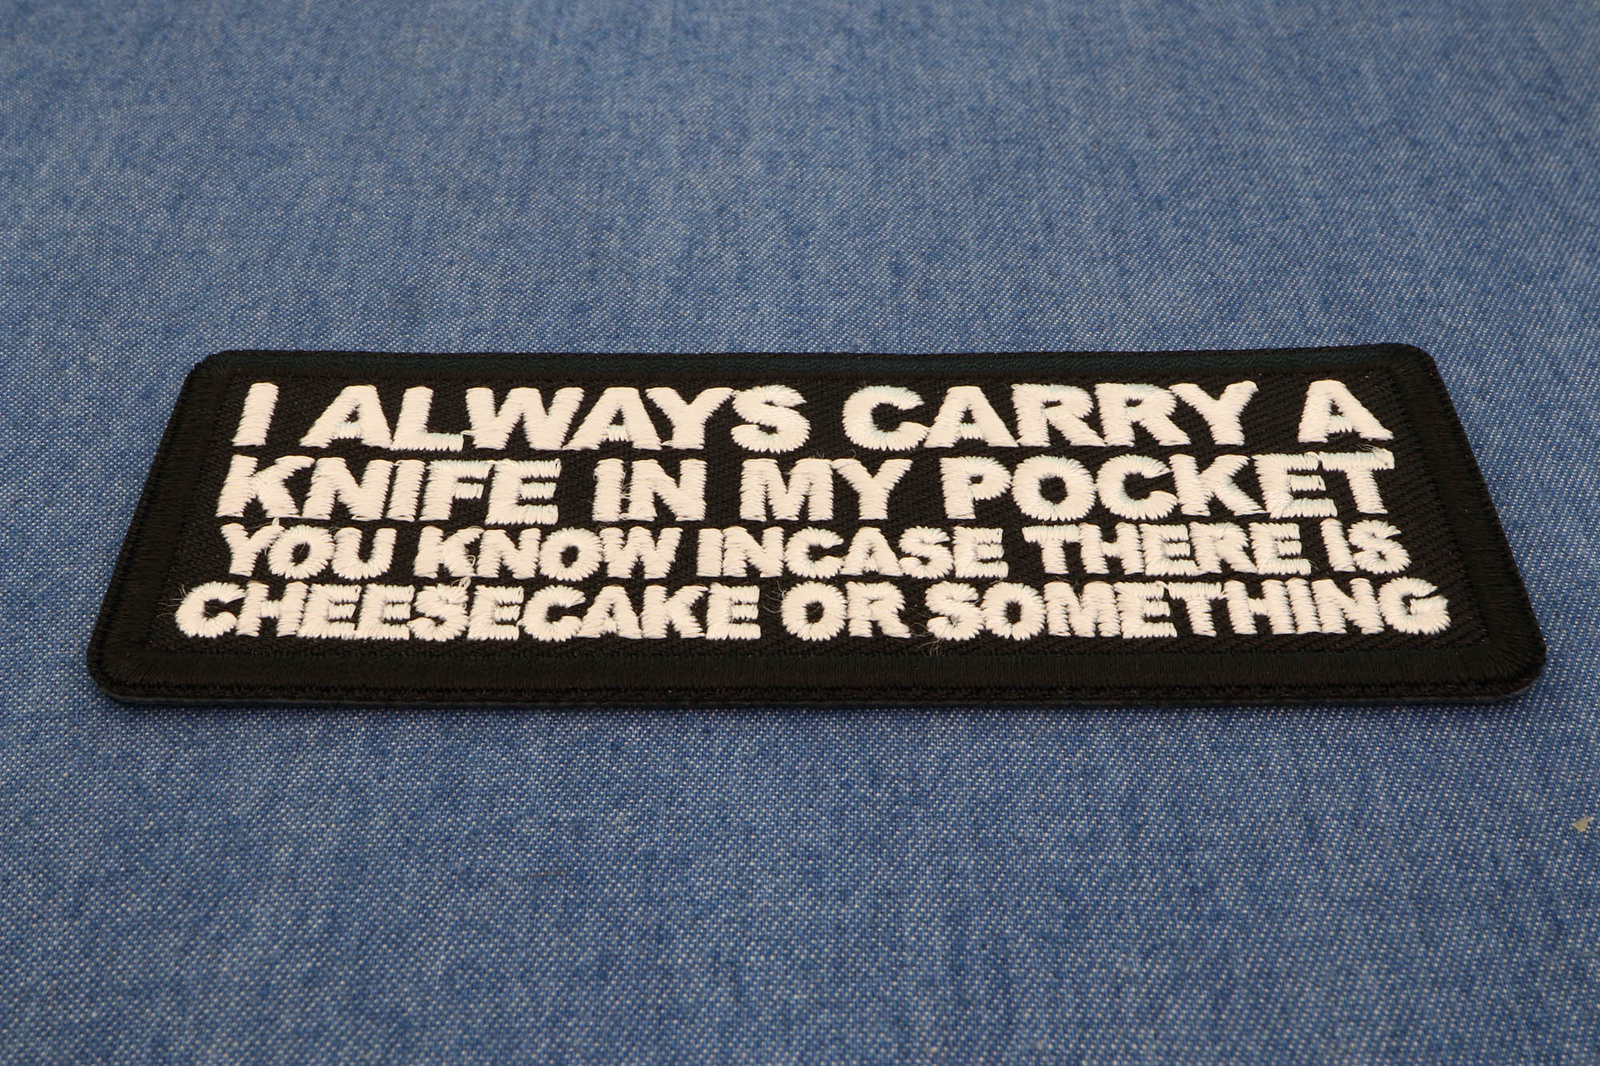 I ALWAYS CARRY A
KNIFE IN MY POCKET
YOU KNOW INCASE THERE IS
CHEESECAKE OR SOMETHING